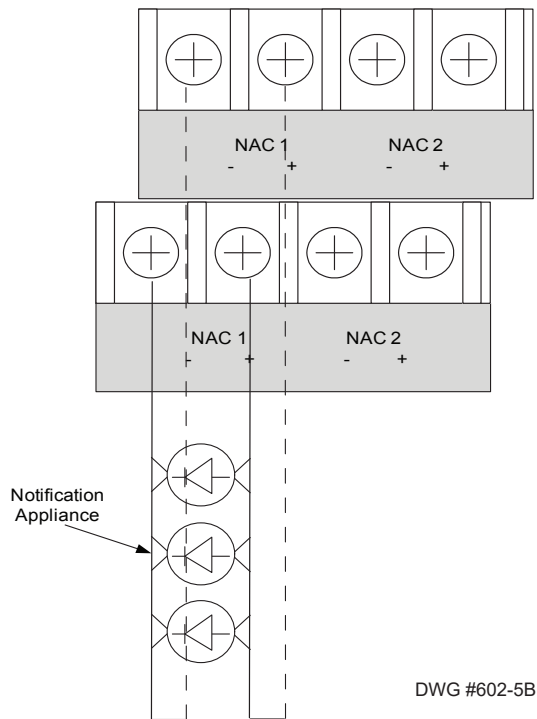 NAC 1 NAC 2
- + - +
NAC 1 NAC 2
- + - +
Notification
Appliance
DWG #602-5B